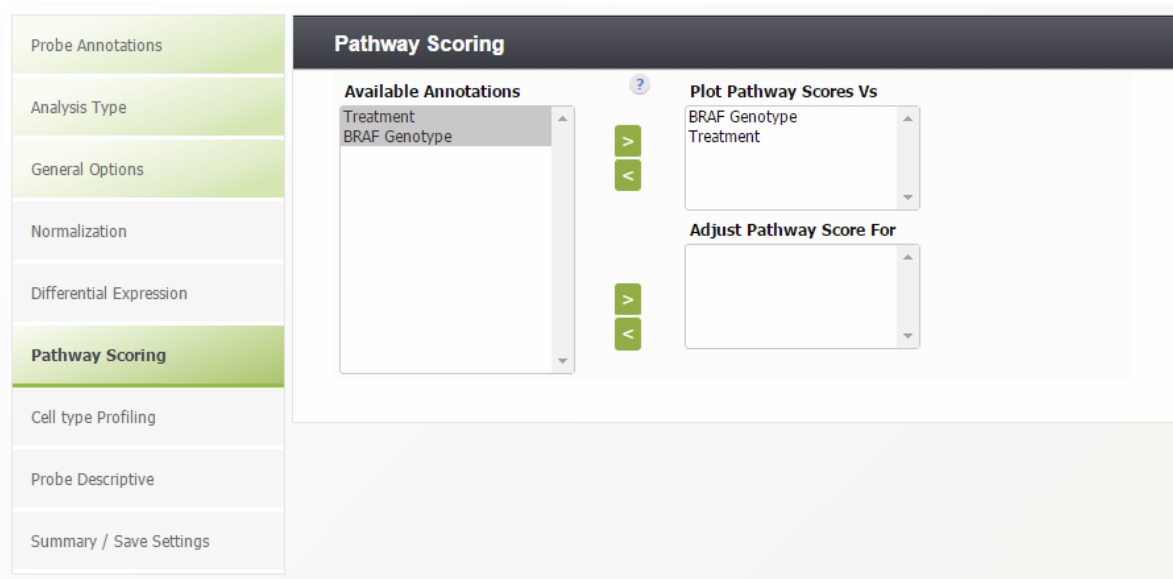 Probe Annotations
Analysis Type
General Options
Normalization
Differential Expression
Pathway Scoring
Cell type Profiling
Probe Descriptive
Summary / Save Settings
Pathway Scoring
Available Annotations
Treatment
BRAF Genotype
?
>
<
>
<
Plot Pathway Scores Vs
BRAF Genotype
Treatment
Adjust Pathway Score For